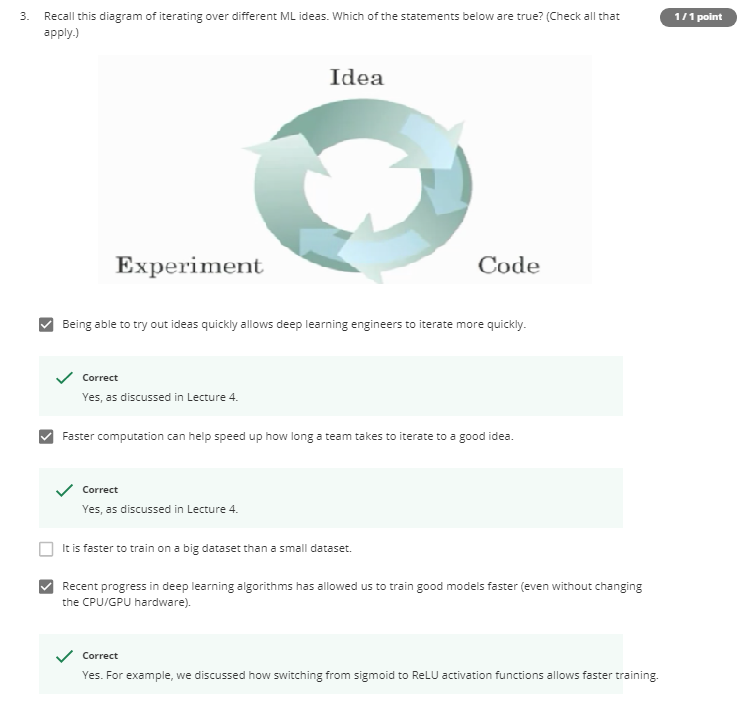 3. Recall this diagram of iterating over different ML ideas. Which of the statements below are true? (Check all that
apply.)
1 / 1 point
Idea
Experiment
Code
Being able to try out ideas quickly allows deep learning engineers to iterate more quickly.
Correct
Yes, as discussed in Lecture 4.
Faster computation can help speed up how long a team takes to iterate to a good idea.
Correct
Yes, as discussed in Lecture 4.
It is faster to train on a big dataset than a small dataset.
Recent progress in deep learning algorithms has allowed us to train good models faster (even without changing
the CPU/GPU hardware).
Correct
Yes. For example, we discussed how switching from sigmoid to ReLU activation functions allows faster training.